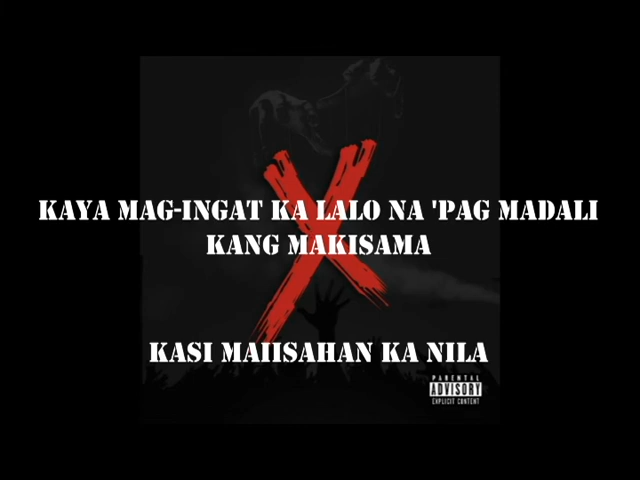 KAYA MAG-INGAT KA LALO NA 'PAG MADALI
KANG MAKISAMA
KASI MAIISAHAN KA NILA
PARENTAL
ADVISORY
EXPLICIT CONTENT